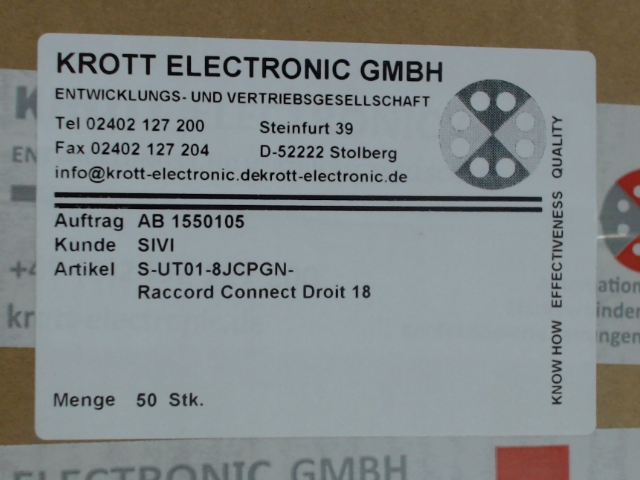 KROTT ELECTRONIC GMBH
ENTWICKLUNGS- UND VERTRIEBSGESELLSCHAFT
Tel 02402 127 200 Steinfurt 39
Fax 02402 127 204 D-52222 Stolberg
info@krott-electronic.dekrott-electronic.de
Auftrag AB 1550105
Kunde SIVI
Artikel S-UT01-8JCPGN-
Raccord Connect Droit 18
Menge 50 Stk.
KNOW HOW EFFECTIVENESS QUALITY
ELECTRONIC GMBH